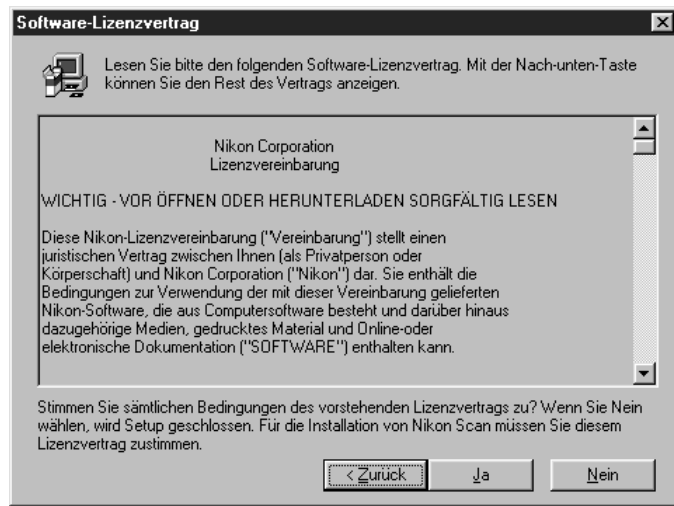 Software-Lizenzvertrag
Lesen Sie bitte den folgenden Software-Lizenzvertrag. Mit der Nach-unten-Taste
können Sie den Rest des Vertrags anzeigen.
Nikon Corporation
Lizenzvereinbarung
WICHTIG - VOR ÖFFNEN ODER HERUNTERLADEN SORGFÄLTIG LESEN
Diese Nikon-Lizenzvereinbarung ("Vereinbarung") stellt einen
juristischen Vertrag zwischen Ihnen (als Privatperson oder
Körperschaft) und Nikon Corporation ("Nikon") dar. Sie enthält die
Bedingungen zur Verwendung der mit dieser Vereinbarung gelieferten
Nikon-Software, die aus Computersoftware besteht und darüber hinaus
dazugehörige Medien, gedrucktes Material und Online-oder
elektronische Dokumentation ("SOFTWARE") enthalten kann.
Stimmen Sie sämtlichen Bedingungen des vorstehenden Lizenzvertrags zu? Wenn Sie Nein
wählen, wird Setup geschlossen. Für die Installation von Nikon Scan müssen Sie diesem
Lizenzvertrag zustimmen.
< Zurück Ja Nein